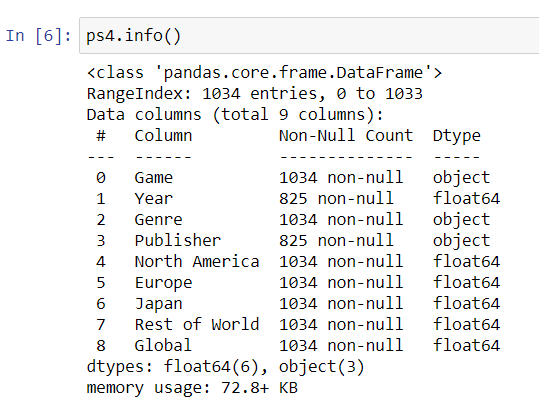 In [6]: ps4.info()
<class 'pandas.core.frame.DataFrame'>
RangeIndex: 1034 entries, 0 to 1033
Data columns (total 9 columns):
 #   Column         Non-Null Count  Dtype
---  ------         --------------  -----
 0   Game           1034 non-null   object
 1   Year           825 non-null    float64
 2   Genre          1034 non-null   object
 3   Publisher      825 non-null    object
 4   North America  1034 non-null   float64
 5   Europe         1034 non-null   float64
 6   Japan          1034 non-null   float64
 7   Rest of World  1034 non-null   float64
 8   Global         1034 non-null   float64
dtypes: float64(6), object(3)
memory usage: 72.8+ KB